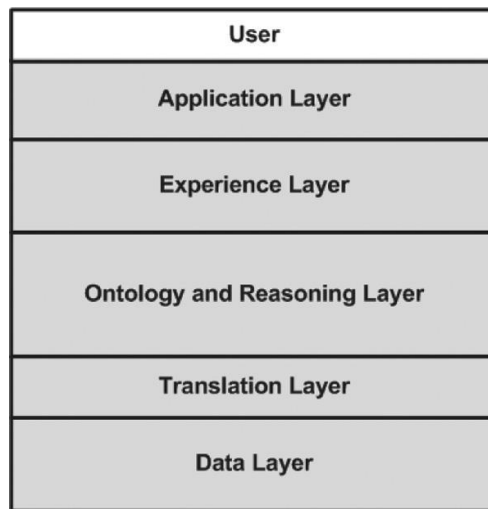 User
Application Layer
Experience Layer
Ontology and Reasoning Layer
Translation Layer
Data Layer